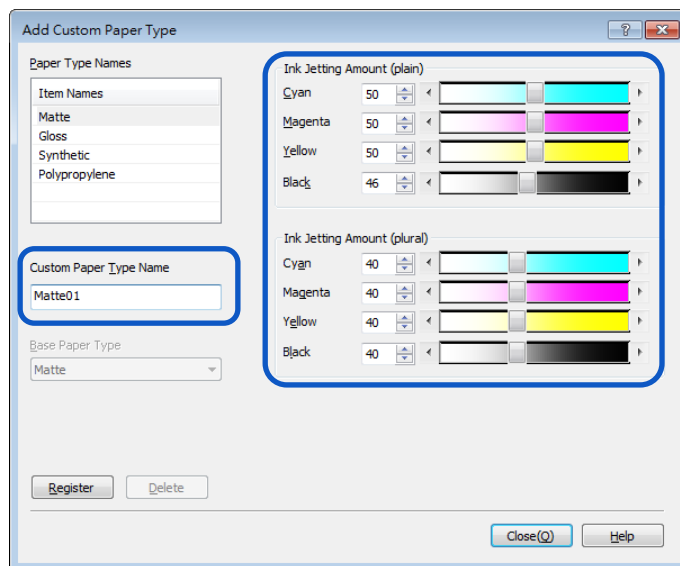 Add Custom Paper Type
?
Paper Type Names
Item Names
Matte
Gloss
Synthetic
Polypropylene
Custom Paper Type Name
Matte01
Base Paper Type
Matte
Register
Delete
Ink Jetting Amount (plain)
Cyan 50
Magenta 50
Yellow 50
Black 46
Ink Jetting Amount (plural)
Cyan 40
Magenta 40
Yellow 40
Black 40
Close(O)
Help